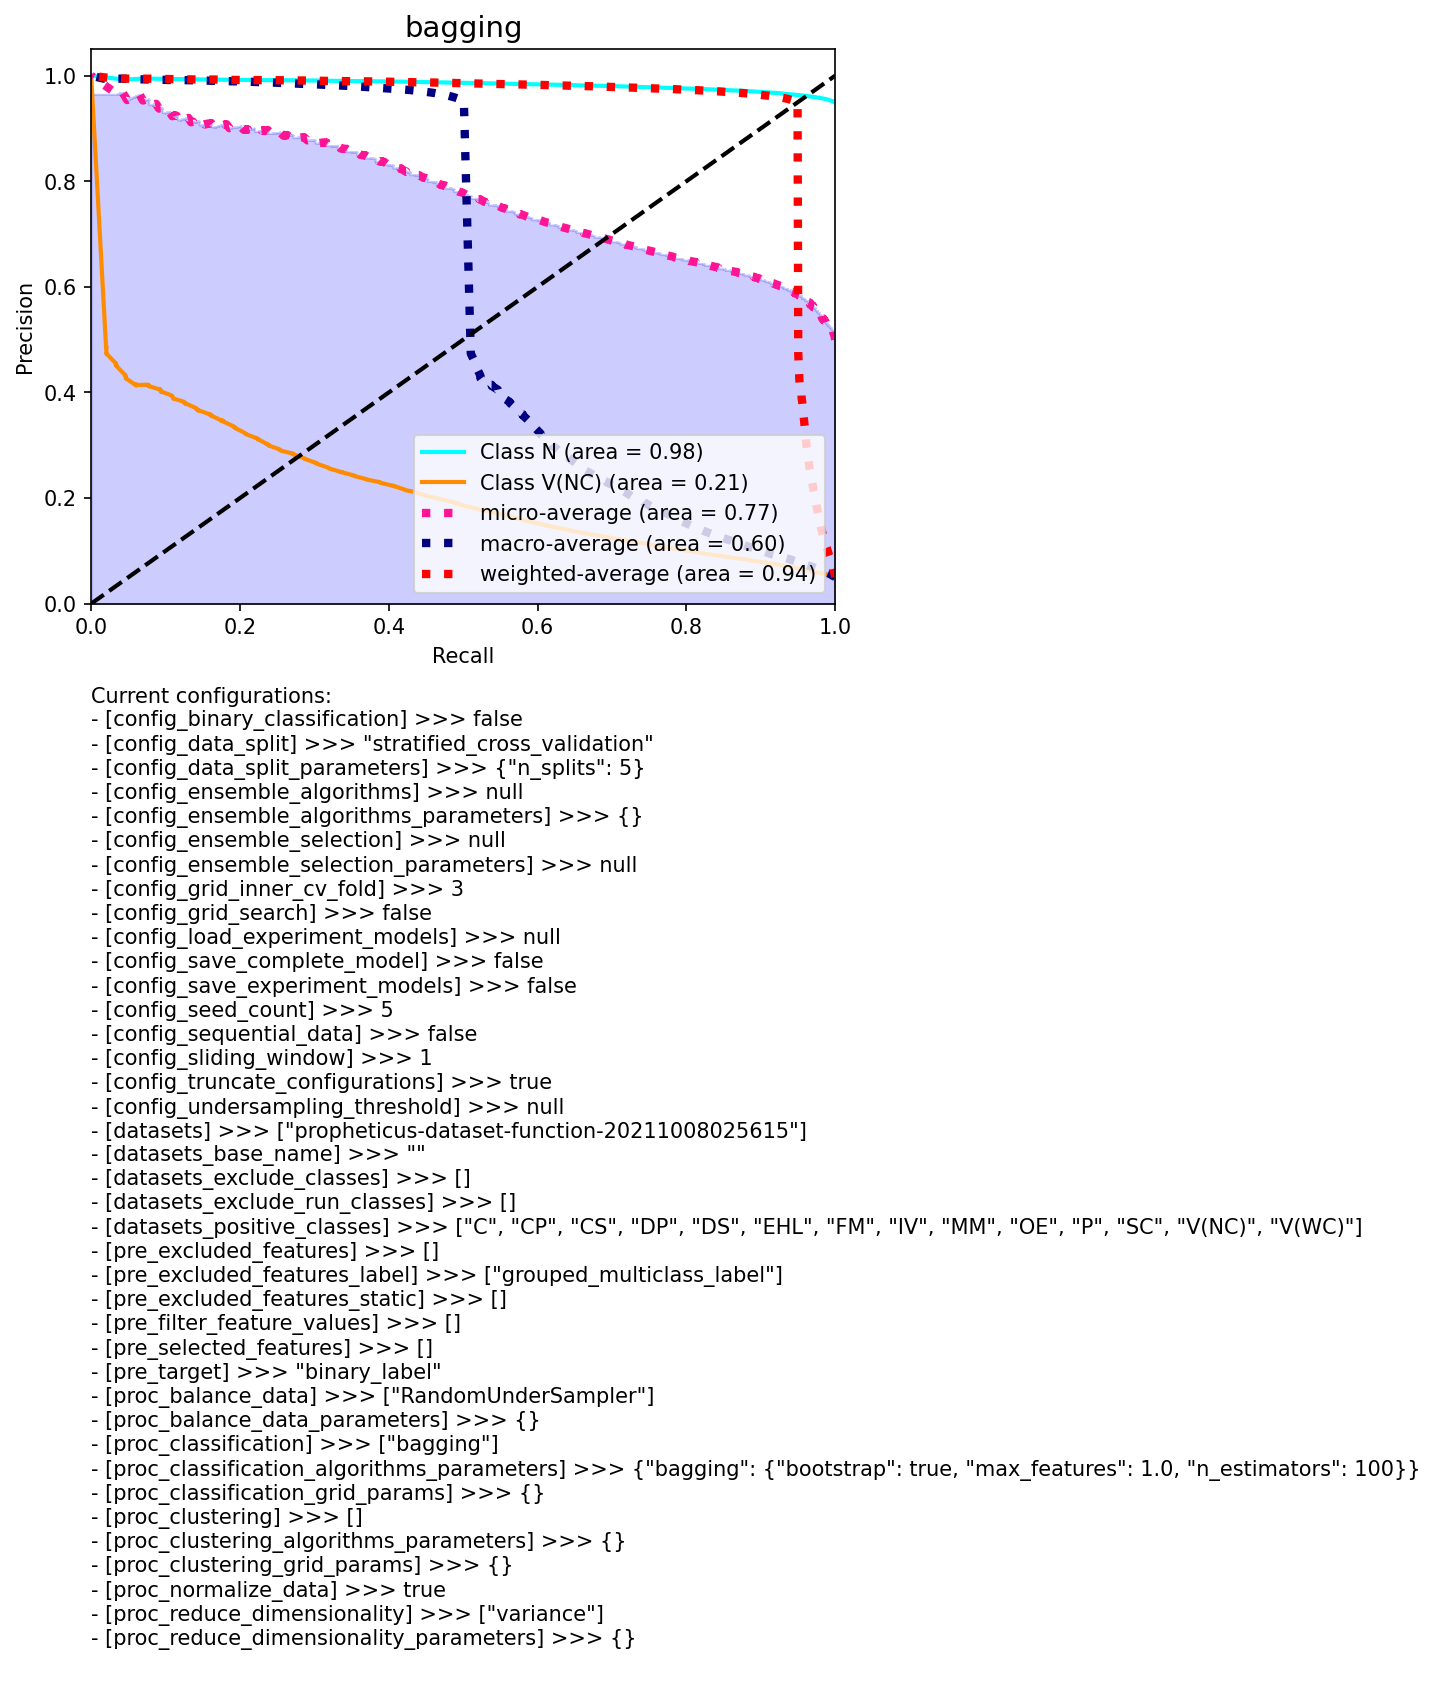 bagging
1.0
0.8
0.6
0.4
0.2
0.0
Precision
0.0 0.2 0.4 0.6 0.8 1.0
Recall
Class N (area = 0.98)
Class V(NC) (area = 0.21)
micro-average (area = 0.77)
macro-average (area = 0.60)
weighted-average (area = 0.94)
Current configurations:
- [config_binary_classification] >>> false
- [config_data_split] >>> "stratified_cross_validation"
- [config_data_split_parameters] >>> {"n_splits": 5}
- [config_ensemble_algorithms] >>> null
- [config_ensemble_algorithms_parameters] >>> {}
- [config_ensemble_selection] >>> null
- [config_ensemble_selection_parameters] >>> null
- [config_grid_inner_cv_fold] >>> 3
- [config_grid_search] >>> false
- [config_load_experiment_models] >>> null
- [config_save_complete_model] >>> false
- [config_save_experiment_models] >>> false
- [config_seed_count] >>> 5
- [config_sequential_data] >>> false
- [config_sliding_window] >>> 1
- [config_truncate_configurations] >>> true
- [config_undersampling_threshold] >>> null
- [datasets] >>> ["propheticus-dataset-function-20211008025615"]
- [datasets_base_name] >>> ""
- [datasets_exclude_classes] >>> []
- [datasets_exclude_run_classes] >>> []
- [datasets_positive_classes] >>> ["C", "CP", "CS", "DP", "DS", "EHL", "FM", "IV", "MM", "OE", "P", "SC", "V(NC)", "V(WC)"]
- [pre_excluded_features] >>> []
- [pre_excluded_features_label] >>> ["grouped_multiclass_label"]
- [pre_excluded_features_static] >>> []
- [pre_filter_feature_values] >>> []
- [pre_selected_features] >>> []
- [pre_target] >>> "binary_label"
- [proc_balance_data] >>> ["RandomUnderSampler"]
- [proc_balance_data_parameters] >>> {}
- [proc_classification] >>> ["bagging"]
- [proc_classification_algorithms_parameters] >>> {"bagging": {"bootstrap": true, "max_features": 1.0, "n_estimators": 100}}
- [proc_classification_grid_params] >>> {}
- [proc_clustering] >>> []
- [proc_clustering_algorithms_parameters] >>> {}
- [proc_clustering_grid_params] >>> {}
- [proc_normalize_data] >>> true
- [proc_reduce_dimensionality] >>> ["variance"]
- [proc_reduce_dimensionality_parameters] >>> {}